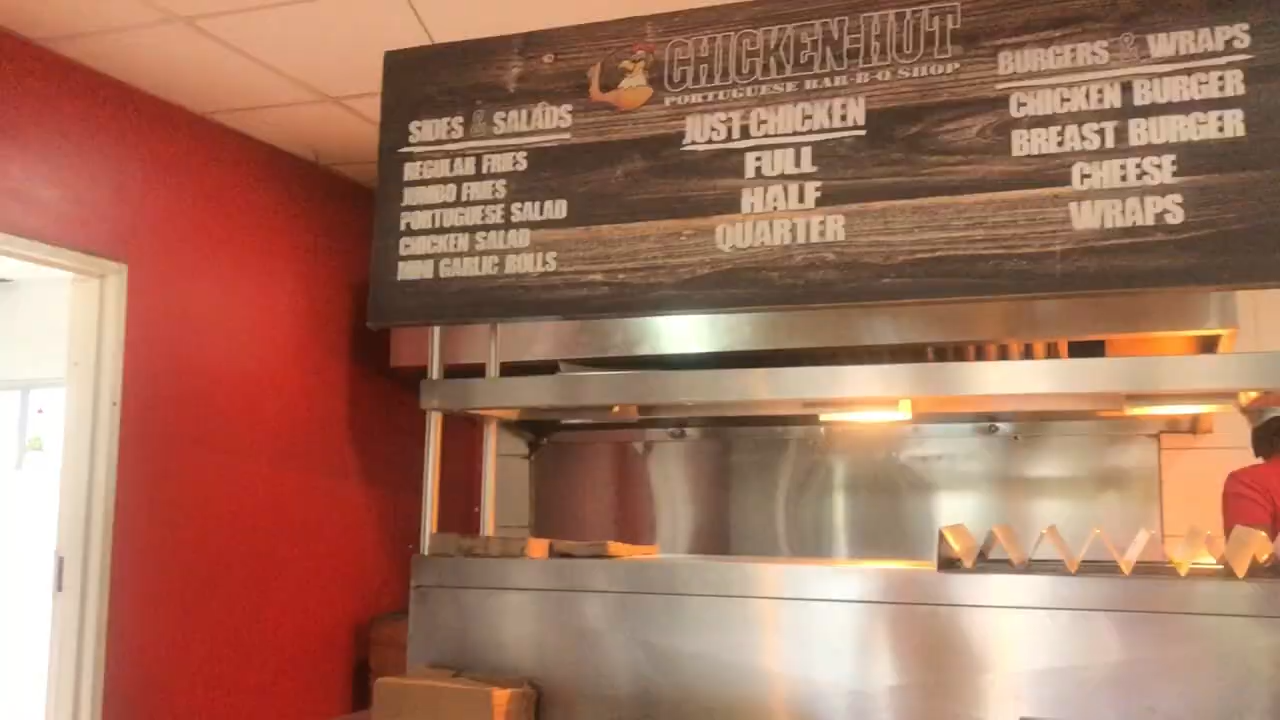 CHICKEN-HUT
PORTUGUESE BAR-B-Q SHOP
SIDES & SALADS
REGULAR FRIES
JUMBO FRIES
PORTUGUESE SALAD
CHICKEN SALAD
MINI GARLIC ROLLS
JUST CHICKEN
FULL
HALF
QUARTER
BURGERS & WRAPS
CHICKEN BURGER
BREAST BURGER
CHEESE
WRAPS